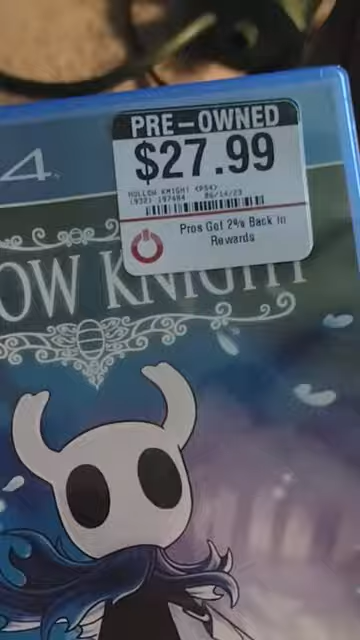 PRE-OWNED
$27.99
HOLLOW KNIGHT (PS4)
(932) 197484 06/14/23
Pros Get 2% Back in
Rewards
4
OW KNIGHT